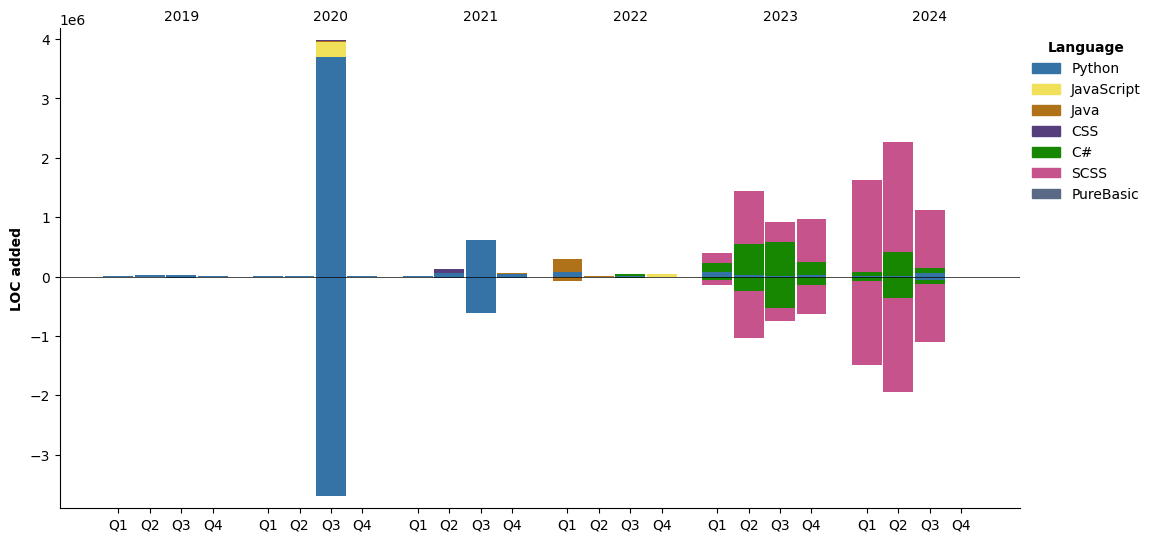 1e6
2019 2020 2021 2022 2023 2024
4
3
2
1
0
−1
−2
−3
LOC added
Q1 Q2 Q3 Q4 Q1 Q2 Q3 Q4 Q1 Q2 Q3 Q4 Q1 Q2 Q3 Q4 Q1 Q2 Q3 Q4 Q1 Q2 Q3 Q4
Language
Python
JavaScript
Java
CSS
C#
SCSS
PureBasic